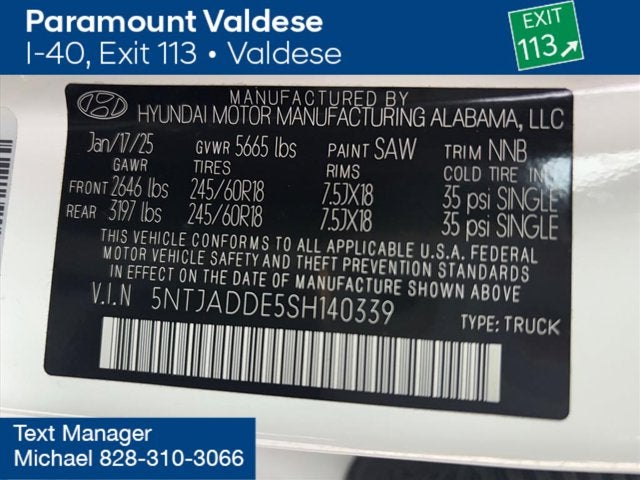 Paramount Valdese
I-40, Exit 113 • Valdese
EXIT
113
MANUFACTURED BY
HYUNDAI MOTOR MANUFACTURING ALABAMA, LLC
Jan/17/25 GVWR 5665 lbs PAINT SAW TRIM NNB
GAWR TIRES RIMS COLD TIRE IN
FRONT 2646 lbs 245/60R18 7.5JX18 35 psi SINGLE
REAR 3197 lbs 245/60R18 7.5JX18 35 psi SINGLE
THIS VEHICLE CONFORMS TO ALL APPLICABLE U.S.A. FEDERAL
MOTOR VEHICLE SAFETY AND THEFT PREVENTION STANDARDS
IN EFFECT ON THE DATE OF MANUFACTURE SHOWN ABOVE
V.I.N 5NTJADDE5SH140339 TYPE: TRUCK
Text Manager
Michael 828-310-3066